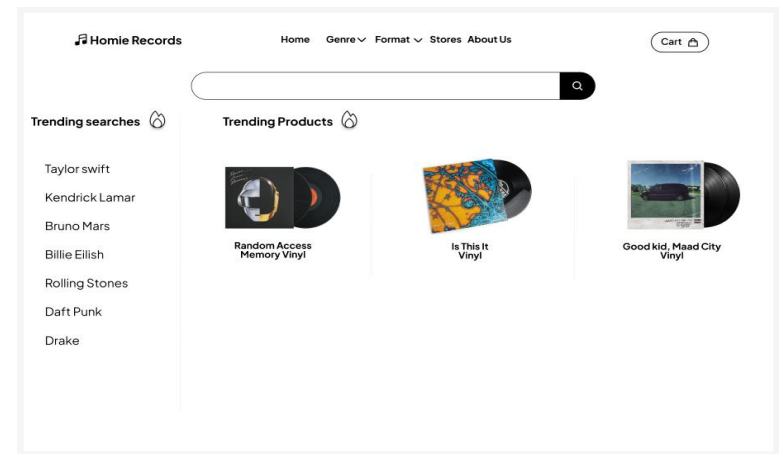 Homie Records
Home Genre Format Stores About Us
Cart
Trending searches
Taylor swift
Kendrick Lamar
Bruno Mars
Billie Eilish
Rolling Stones
Daft Punk
Drake
Trending Products
Random Access
Memory Vinyl
Is This It
Vinyl
Good kid, Maad City
Vinyl